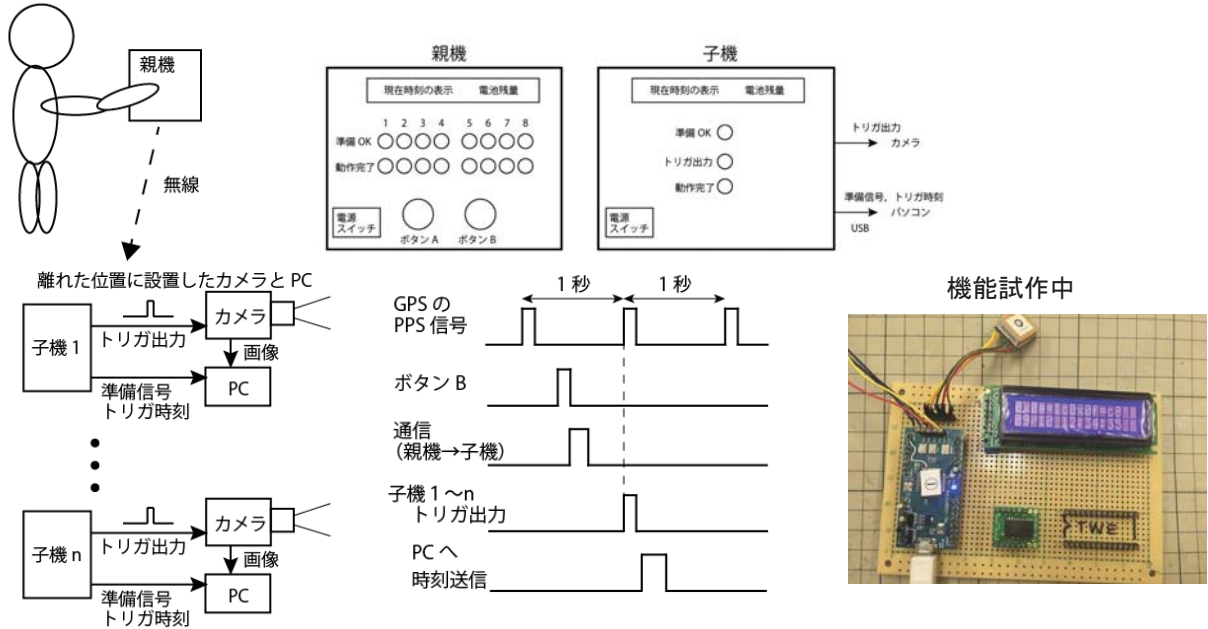 親機
無線
離れた位置に設置したカメラと PC
子機 1
トリガ出力
カメラ
画像
準備信号
トリガ時刻
PC
子機 n
トリガ出力
カメラ
画像
準備信号
トリガ時刻
PC
親機
現在時刻の表示 電池残量
1 2 3 4 5 6 7 8
準備 OK
動作完了
電源
スイッチ
ボタン A
ボタン B
子機
現在時刻の表示 電池残量
準備 OK
トリガ出力
動作完了
電源
スイッチ
トリガ出力
カメラ
準備信号，トリガ時刻
パソコン
USB
1 秒
1 秒
GPS の
PPS 信号
ボタン B
通信
（親機→子機）
子機 1 〜n
トリガ出力
PC へ
時刻送信
機能試作中
TWE